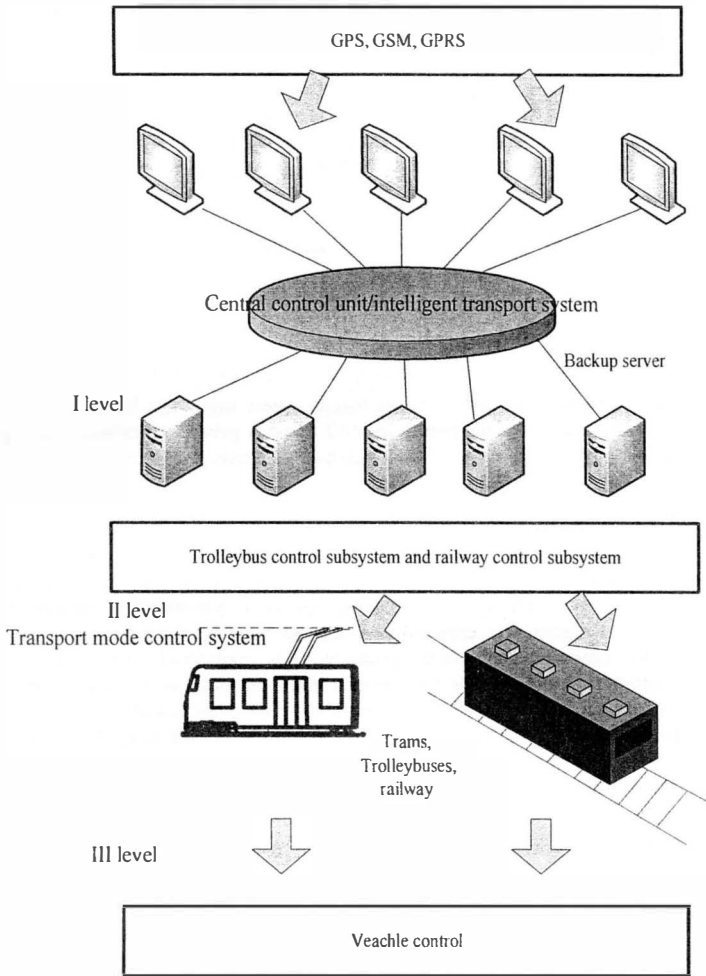 GPS, GSM, GPRS
Central control unit/intelligent transport system
Backup server
I level
Trolleybus control subsystem and railway control subsystem
II level
Transport mode control system
Trams,
Trolleybuses,
railway
III level
Veachle control